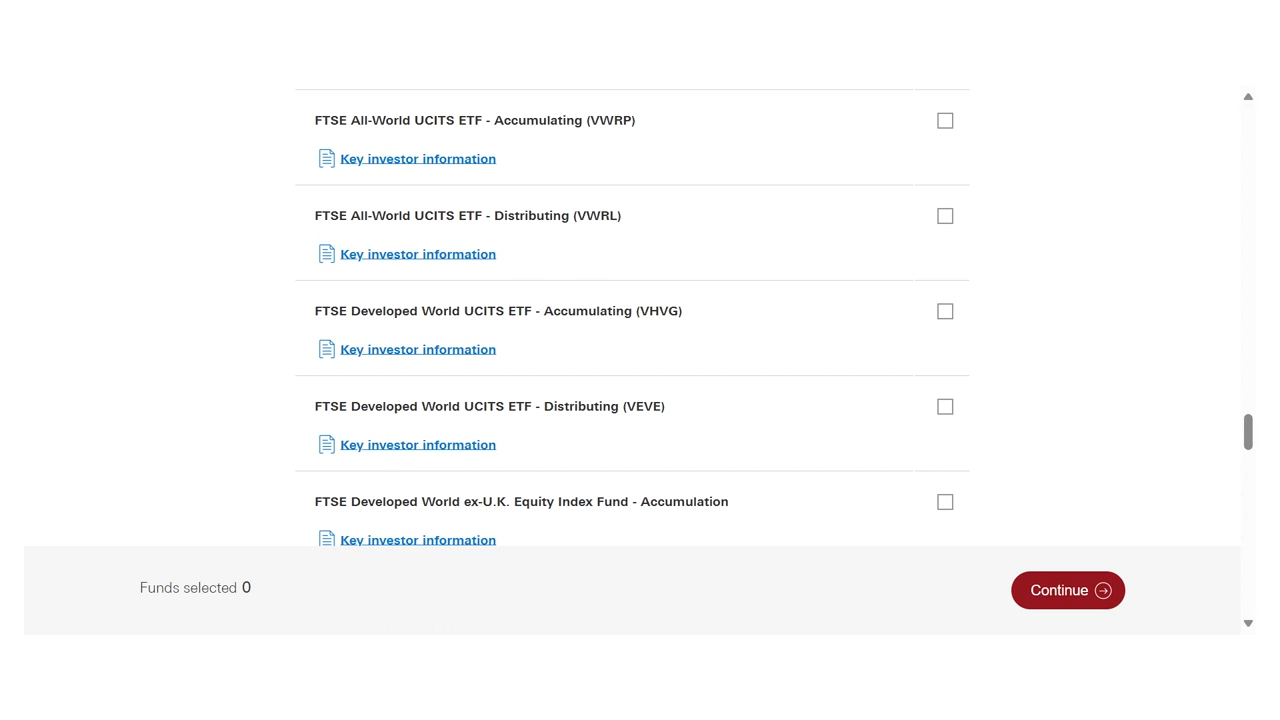 FTSE All-World UCITS ETF - Accumulating (VWRP)
Key investor information
FTSE All-World UCITS ETF - Distributing (VWRL)
Key investor information
FTSE Developed World UCITS ETF - Accumulating (VHVG)
Key investor information
FTSE Developed World UCITS ETF - Distributing (VEVE)
Key investor information
FTSE Developed World ex-U.K. Equity Index Fund - Accumulation
Key investor information
Funds selected 0
Continue